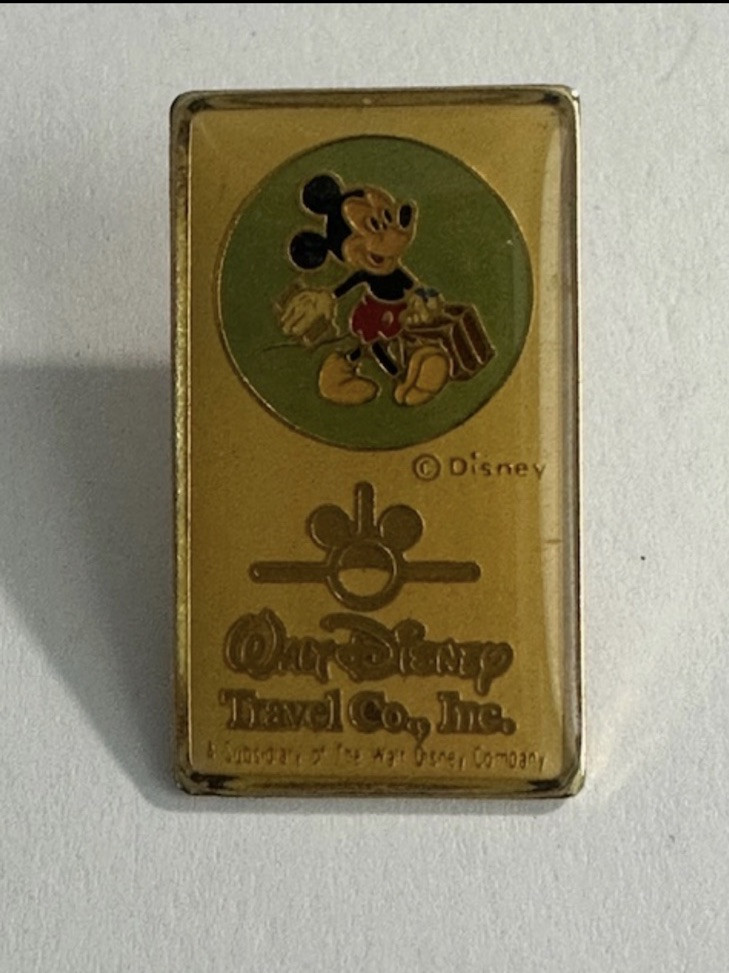 © Disney
Walt Disney
Travel Co., Inc.
A Subsidiary of The Walt Disney Company